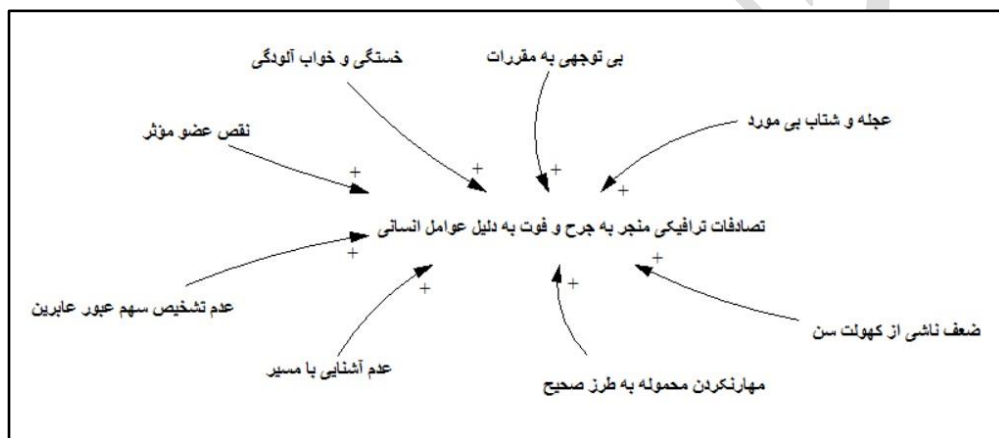 بی توجهی به مقررات
خستگی و خواب آلودگی
عجله و شتاب بی مورد
نقص عضو مؤثر
+
+
+
+
تصادفات ترافیکی منجر به جرح و فوت به دلیل عوامل انسانی
+
+
+
+
عدم تشخیص سهم عبور عابرین
ضعف ناشی از کهولت سن
عدم آشنایی با مسیر
مهارنکردن محموله به طرز صحیح